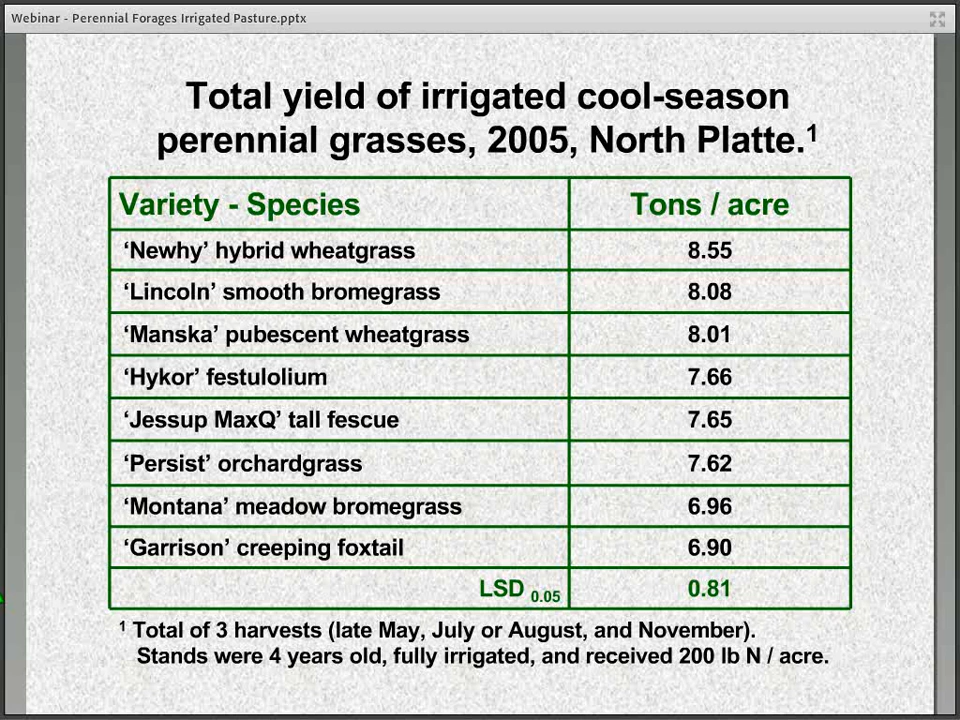 Webinar - Perennial Forages Irrigated Pasture.pptx
Total yield of irrigated cool-season
perennial grasses, 2005, North Platte.¹
Variety - Species Tons / acre
‘Newhy’ hybrid wheatgrass 8.55
‘Lincoln’ smooth bromegrass 8.08
‘Manska’ pubescent wheatgrass 8.01
‘Hykor’ festulolium 7.66
‘Jessup MaxQ’ tall fescue 7.65
‘Persist’ orchardgrass 7.62
‘Montana’ meadow bromegrass 6.96
‘Garrison’ creeping foxtail 6.90
LSD 0.05 0.81
¹ Total of 3 harvests (late May, July or August, and November).
Stands were 4 years old, fully irrigated, and received 200 lb N / acre.